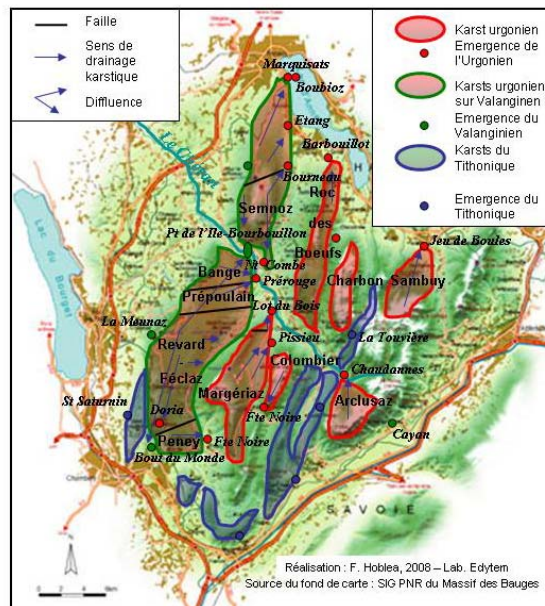 Faille
Sens de
drainage
karstique
Diffluence
Karst urgonien
Emergence de
l'Urgonien
Karsts urgonien
sur Valanginen
Emergence du
Valanginien
Karsts du
Tithonique
Emergence du
Tithonique
Marquisats
Boubioz
Etang
Barbouillot
Bourneau
Le Chéran
Semnoz
Roc
des
Bœufs
Pt de l'Ile-Bourbouillon
Jeu de Boules
Nt Combe
Bange
Prérouge
Charbon
Sambuy
Prépoulain
Lot du Bois
La Meunaz
Revard
Pissieu
La Touvière
Colombier
Féclaz
Chaudannes
Margériaz
St Saturnin
Arclusaz
Doria
Fte Noire
Cayan
Peney
Fte Noire
Bout du Monde
Lac du Bourget
SAVOIE
Réalisation : F. Hoblea, 2008 – Lab. Edytem
Source du fond de carte : SIG PNR du Massif des Bauges